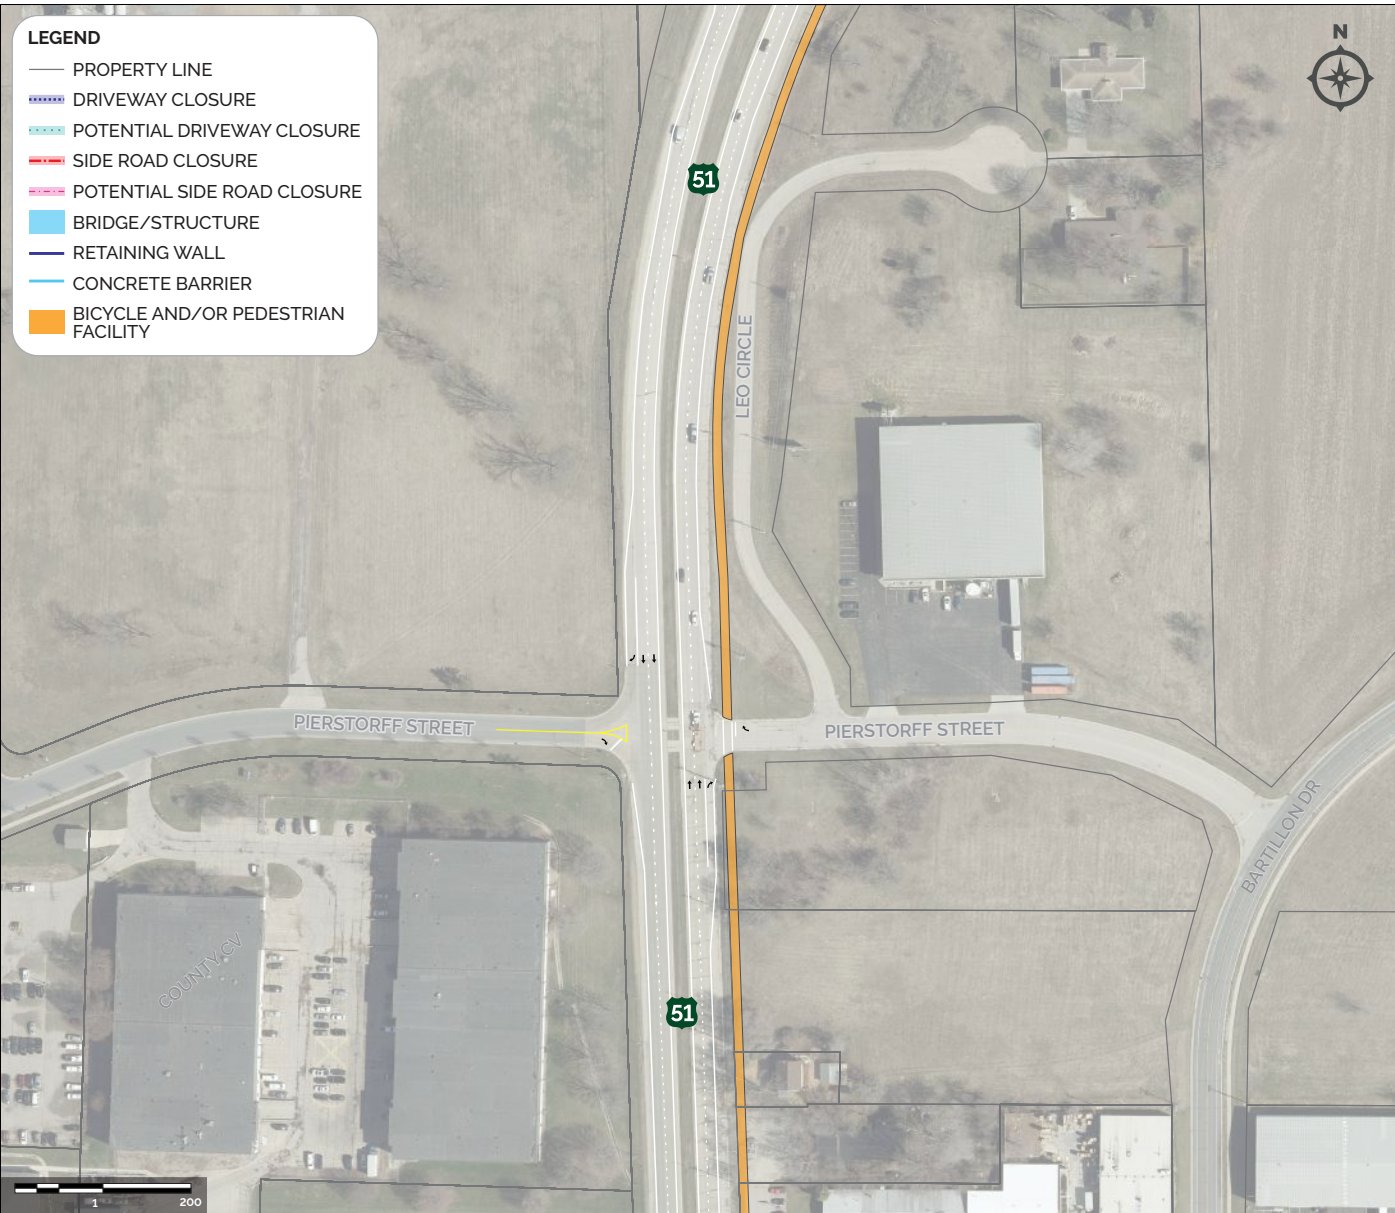 LEGEND
PROPERTY LINE
DRIVEWAY CLOSURE
POTENTIAL DRIVEWAY CLOSURE
SIDE ROAD CLOSURE
POTENTIAL SIDE ROAD CLOSURE
BRIDGE/STRUCTURE
RETAINING WALL
CONCRETE BARRIER
BICYCLE AND/OR PEDESTRIAN
FACILITY
N
51
LEO CIRCLE
PIERSTORFF STREET
PIERSTORFF STREET
BARTILLON DR
COUNTY CV
51
1
200